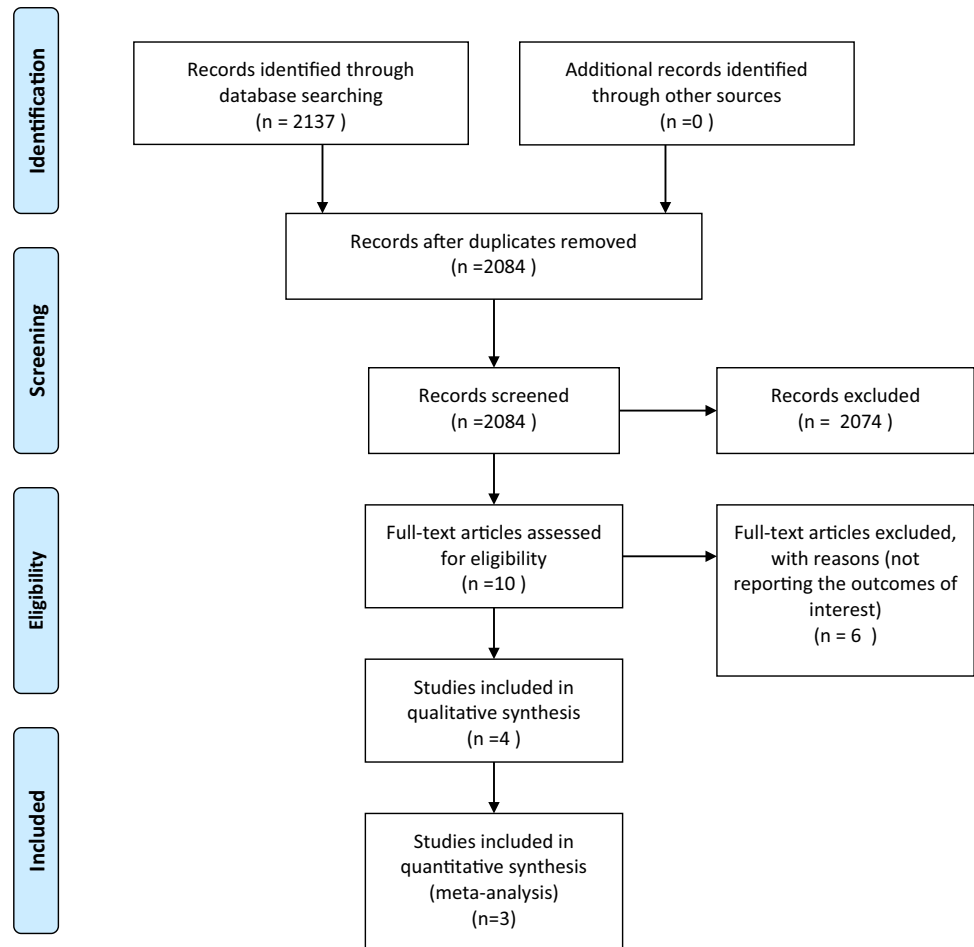 Identification
Records identified through
database searching
(n = 2137 )
Additional records identified
through other sources
(n =0 )
Records after duplicates removed
(n =2084 )
Screening
Records screened
(n =2084 )
Records excluded
(n = 2074 )
Eligibility
Full-text articles assessed
for eligibility
(n =10 )
Full-text articles excluded,
with reasons (not
reporting the outcomes of
interest)
(n = 6 )
Studies included in
qualitative synthesis
(n =4 )
Included
Studies included in
quantitative synthesis
(meta-analysis)
(n=3)